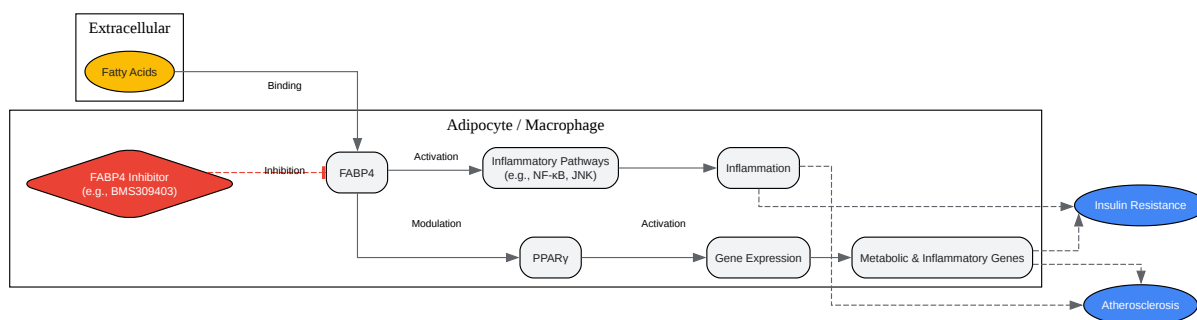 Extracellular
Fatty Acids
Binding
Adipocyte / Macrophage
FABP4 Inhibitor
(e.g., BMS309403)
Inhibition
FABP4
Activation
Inflammatory Pathways
(e.g., NF-κB, JNK)
Inflammation
Insulin Resistance
Modulation
Activation
PPARγ
Gene Expression
Metabolic & Inflammatory Genes
Atherosclerosis